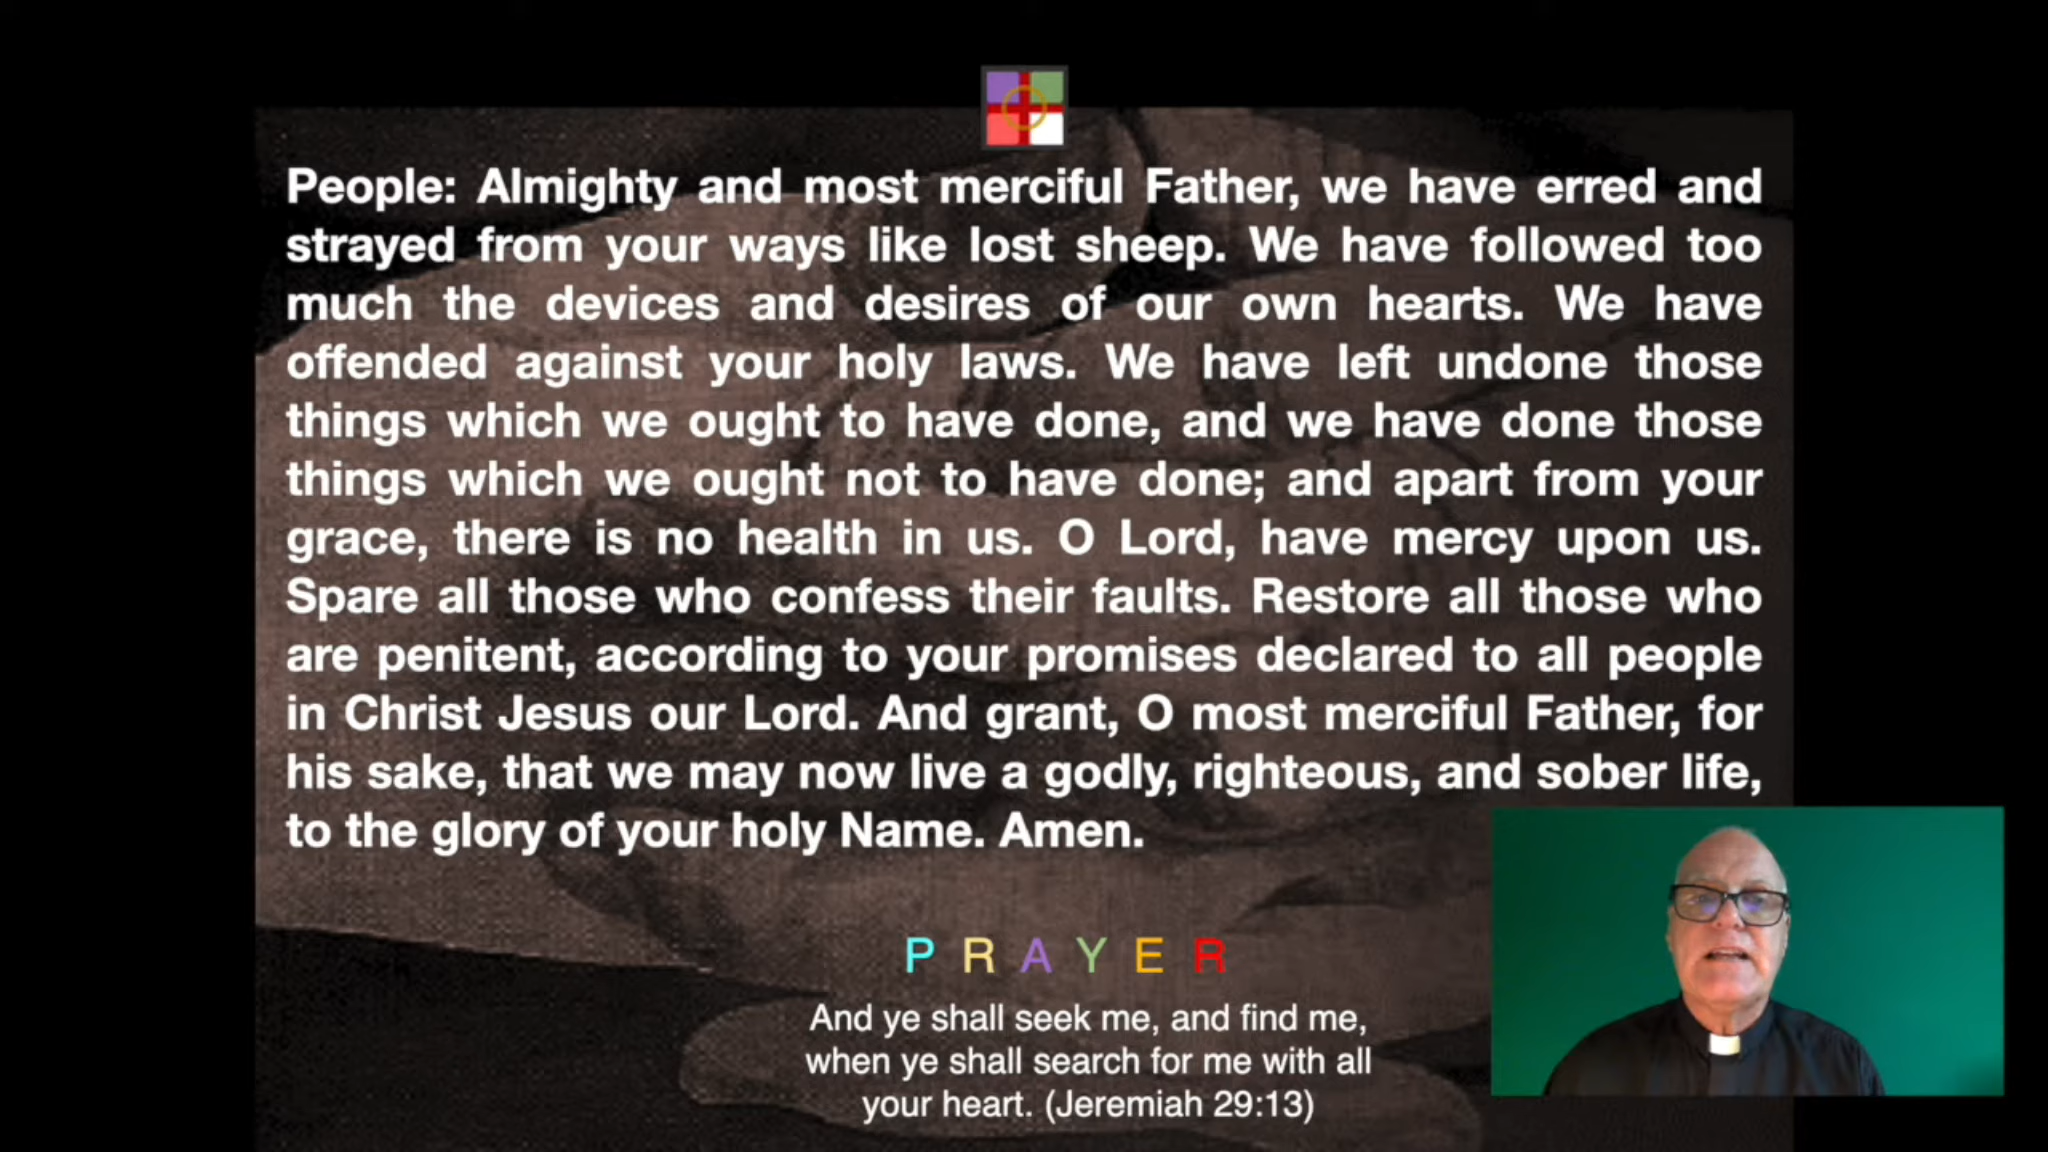 People: Almighty and most merciful Father, we have erred and
strayed from your ways like lost sheep. We have followed too
much the devices and desires of our own hearts. We have
offended against your holy laws. We have left undone those
things which we ought to have done, and we have done those
things which we ought not to have done; and apart from your
grace, there is no health in us. O Lord, have mercy upon us.
Spare all those who confess their faults. Restore all those who
are penitent, according to your promises declared to all people
in Christ Jesus our Lord. And grant, O most merciful Father, for
his sake, that we may now live a godly, righteous, and sober life,
to the glory of your holy Name. Amen.
P R A Y E R
And ye shall seek me, and find me,
when ye shall search for me with all
your heart. (Jeremiah 29:13)